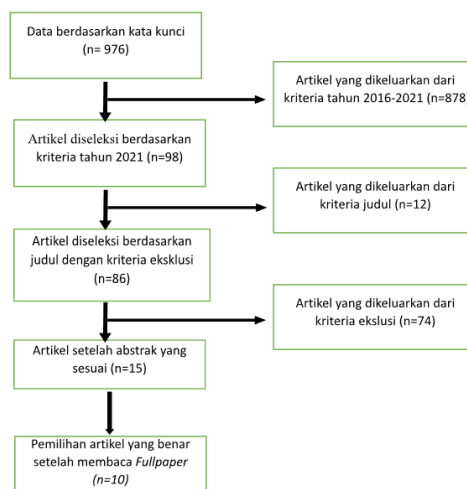 Data berdasarkan kata kunci
(n= 976)
Artikel yang dikeluarkan dari
kriteria tahun 2016-2021 (n=878)
Artikel diseleksi berdasarkan
kriteria tahun 2021 (n=98)
Artikel yang dikeluarkan dari
kriteria judul (n=12)
Artikel diseleksi berdasarkan
judul dengan kriteria eksklusi
(n=86)
Artikel yang dikeluarkan dari
kriteria ekslusi (n=74)
Artikel setelah abstrak yang
sesuai (n=15)
Pemilihan artikel yang benar
setelah membaca Fullpaper
(n=10)